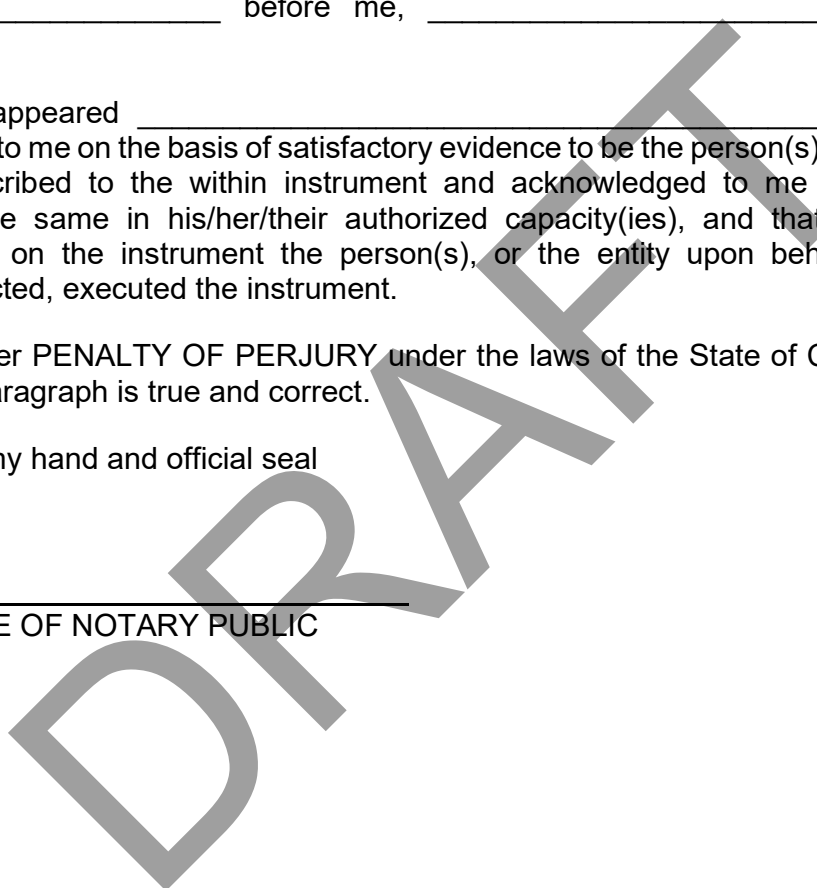 ____________ before me, ____________________
appeared ________________________________________
to me on the basis of satisfactory evidence to be the person(s)
cribed to the within instrument and acknowledged to me
e same in his/her/their authorized capacity(ies), and that
on the instrument the person(s), or the entity upon beh
cted, executed the instrument.
er PENALTY OF PERJURY under the laws of the State of C
aragraph is true and correct.
ny hand and official seal
E OF NOTARY PUBLIC
DRAFT